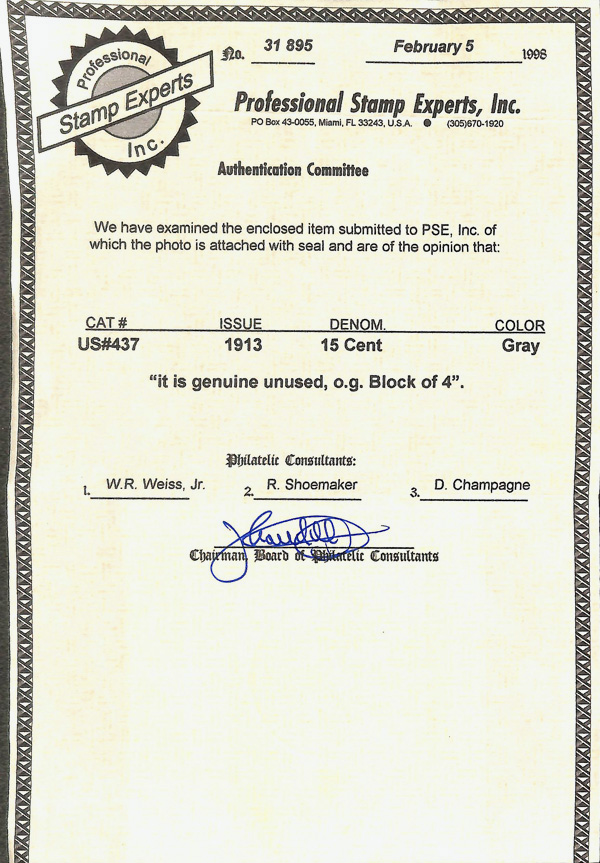 Professional
Stamp Experts
Inc.
No. 31 895 February 5 1998
Professional Stamp Experts, Inc.
PO Box 43-0055, Miami, FL 33243, U.S.A. ● (305)670-1920
Authentication Committee
We have examined the enclosed item submitted to PSE, Inc. of
which the photo is attached with seal and are of the opinion that:
CAT # ISSUE DENOM. COLOR
US#437 1913 15 Cent Gray
“it is genuine unused, o.g. Block of 4”.
Philatelic Consultants:
1. W.R. Weiss, Jr. 2. R. Shoemaker 3. D. Champagne
Chairman, Board of Philatelic Consultants